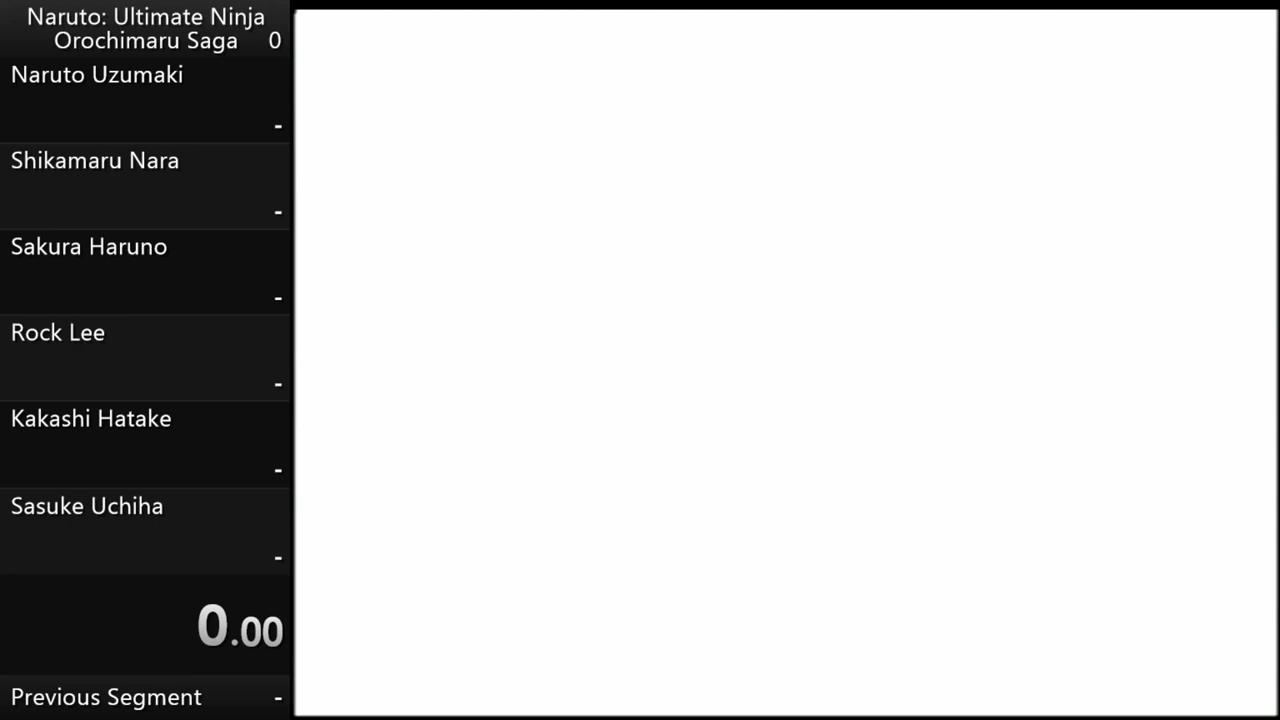 Naruto: Ultimate Ninja
Orochimaru Saga 0
Naruto Uzumaki
-
Shikamaru Nara
-
Sakura Haruno
-
Rock Lee
-
Kakashi Hatake
-
Sasuke Uchiha
-
0.00
Previous Segment -